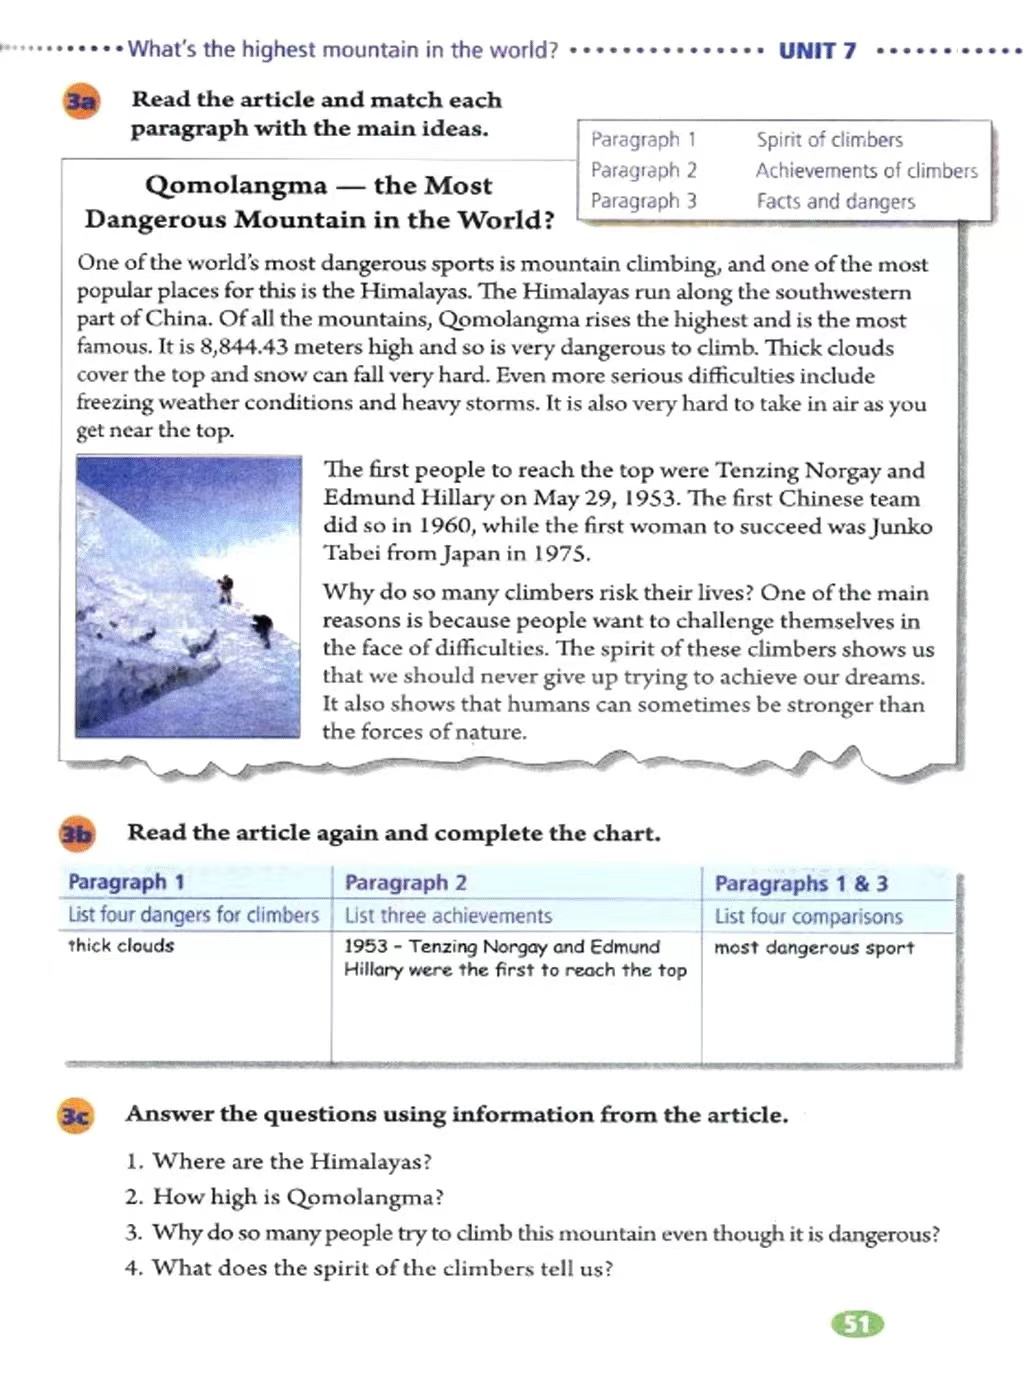 What's the highest mountain in the world? UNIT 7
3a Read the article and match each
paragraph with the main ideas.
Paragraph 1 Spirit of climbers
Paragraph 2 Achievements of climbers
Paragraph 3 Facts and dangers
Qomolangma — the Most
Dangerous Mountain in the World?
One of the world's most dangerous sports is mountain climbing, and one of the most
popular places for this is the Himalayas. The Himalayas run along the southwestern
part of China. Of all the mountains, Qomolangma rises the highest and is the most
famous. It is 8,844.43 meters high and so is very dangerous to climb. Thick clouds
cover the top and snow can fall very hard. Even more serious difficulties include
freezing weather conditions and heavy storms. It is also very hard to take in air as you
get near the top.
The first people to reach the top were Tenzing Norgay and
Edmund Hillary on May 29, 1953. The first Chinese team
did so in 1960, while the first woman to succeed was Junko
Tabei from Japan in 1975.
Why do so many climbers risk their lives? One of the main
reasons is because people want to challenge themselves in
the face of difficulties. The spirit of these climbers shows us
that we should never give up trying to achieve our dreams.
It also shows that humans can sometimes be stronger than
the forces of nature.
3b Read the article again and complete the chart.
Paragraph 1 Paragraph 2 Paragraphs 1 & 3
List four dangers for climbers List three achievements List four comparisons
thick clouds 1953 – Tenzing Norgay and Edmund most dangerous sport
Hillary were the first to reach the top
3c Answer the questions using information from the article.
1. Where are the Himalayas?
2. How high is Qomolangma?
3. Why do so many people try to climb this mountain even though it is dangerous?
4. What does the spirit of the climbers tell us?
51